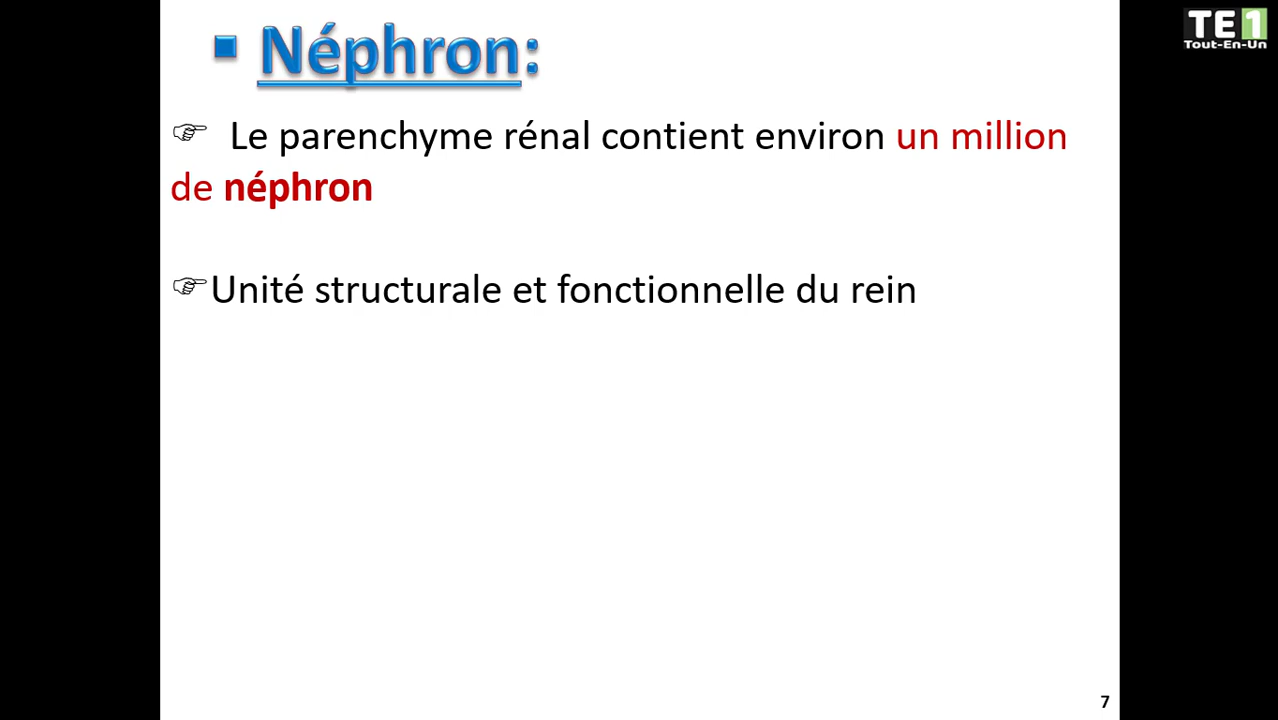 TE1
Tout-En-Un
▪ Néphron:
☞ Le parenchyme rénal contient environ un million
de néphron
☞Unité structurale et fonctionnelle du rein
7